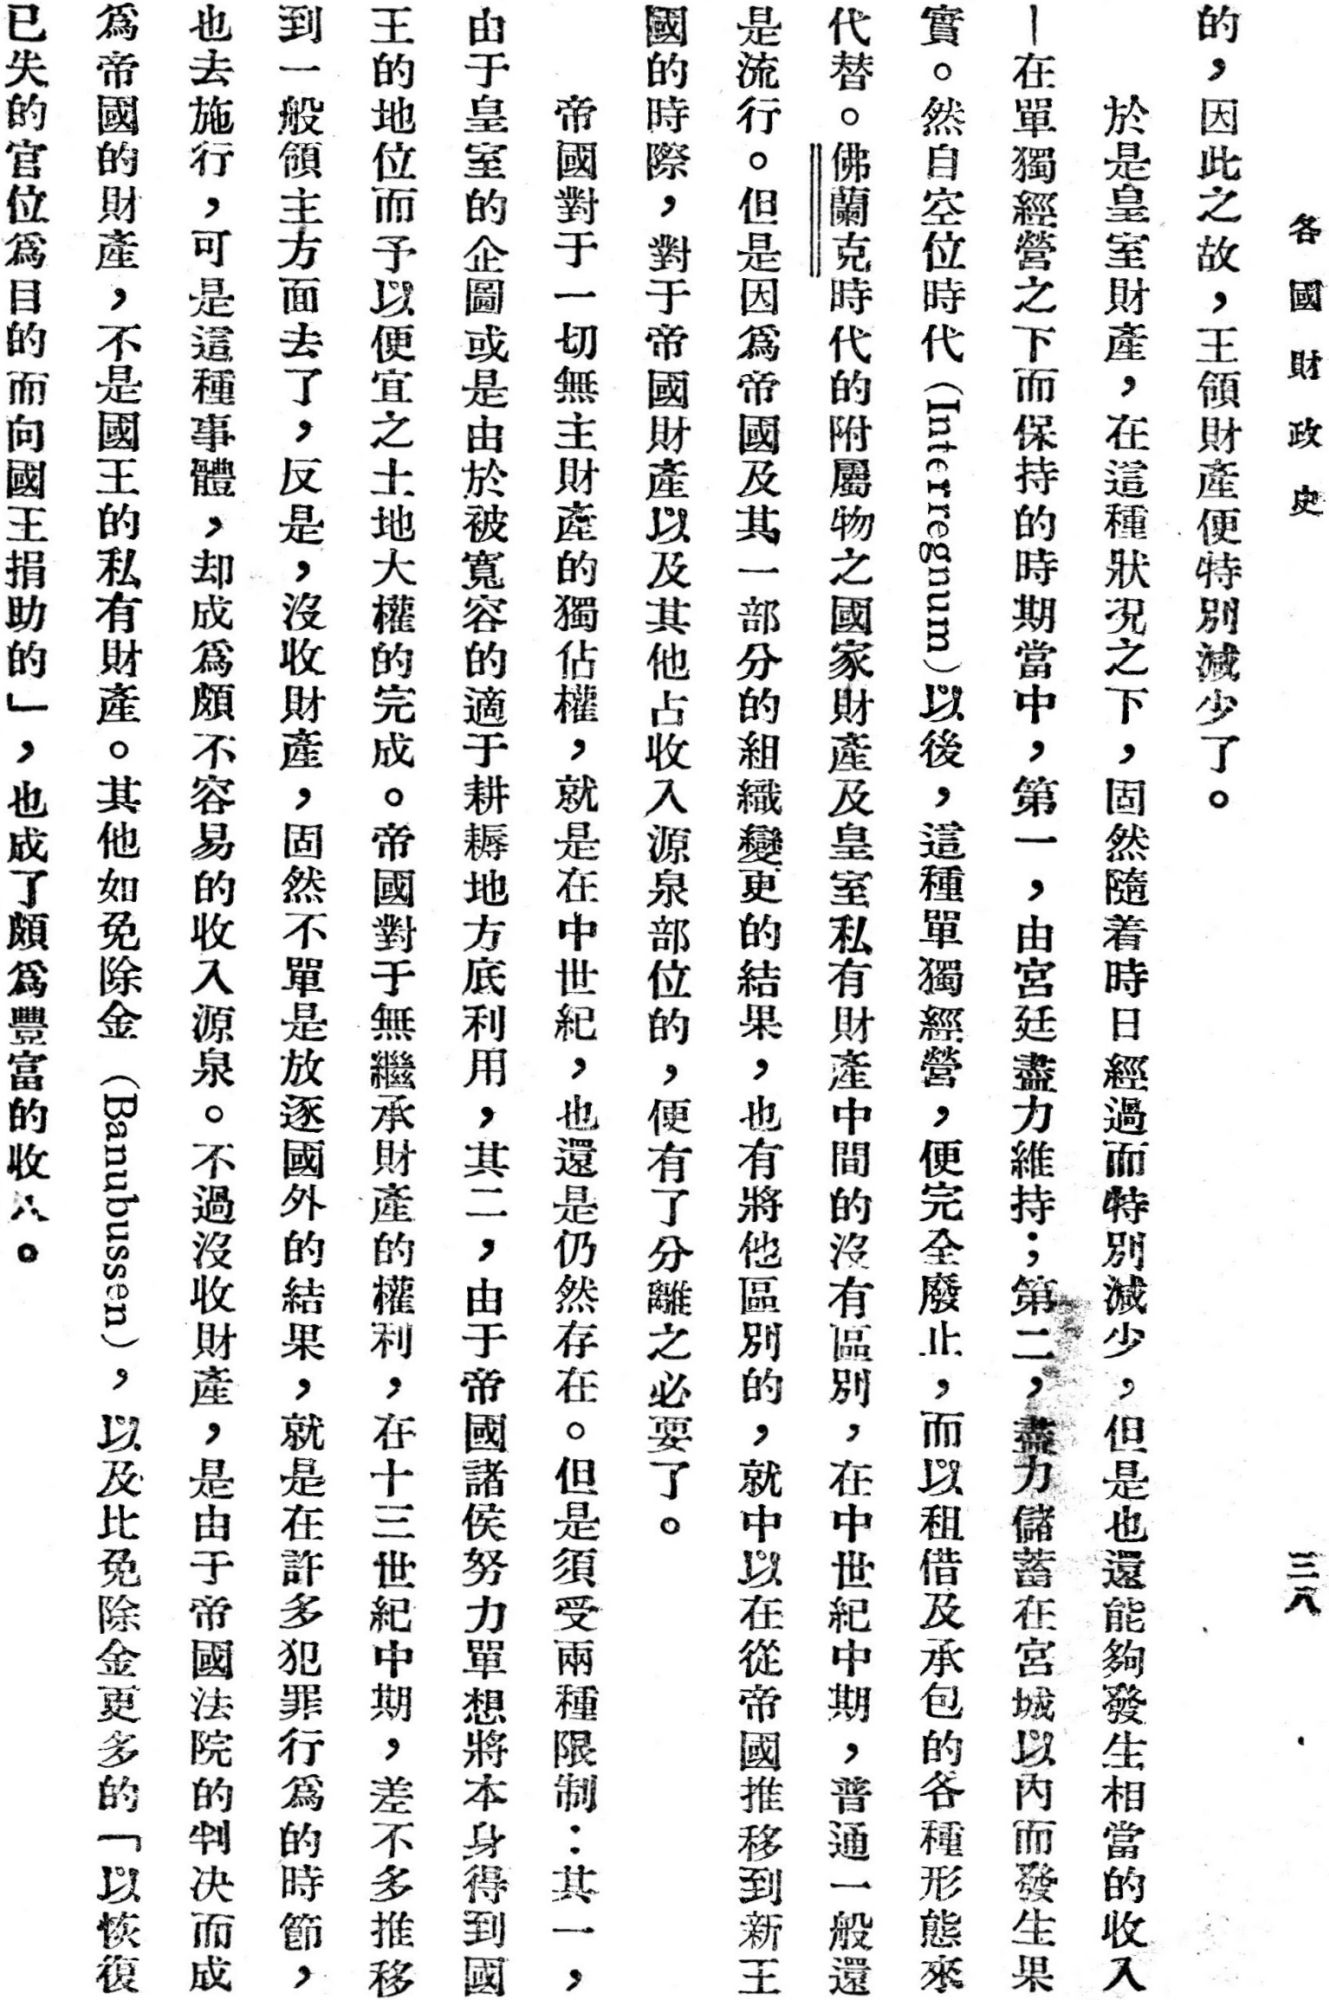 各國財政史
三八
的，因此之故，王領財產便特別減少了。
於是皇室財產，在這種狀况之下，固然隨着時日經過而特別減少，但是也還能夠發生相當的收入
—在單獨經營之下而保持的時期當中，第一，由宮廷盡力維持；第二，盡力儲蓄在宮城以內而發生果
實。然自空位時代（Interregnum）以後，這種單獨經營，便完全廢止，而以租借及承包的各種形態來
代替。佛蘭克時代的附屬物之國家財產及皇室私有財產中間的沒有區別，在中世紀中期，普通一般還
是流行。但是因爲帝國及其一部分的組織變更的結果，也有將他區別的，就中以在從帝國推移到新王
國的時際，對于帝國財產以及其他占收入源泉部位的，便有了分離之必要了。
帝國對于一切無主財產的獨佔權，就是在中世紀，也還是仍然存在。但是須受兩種限制：其一，
由于皇室的企圖或是由於被寬容的適于耕耨地方底利用，其二，由于帝國諸侯努力單想將本身得到國
王的地位而予以便宜之土地大權的完成。帝國對于無繼承財產的權利，在十三世紀中期，差不多推移
到一般領主方面去了，反是，沒收財產，固然不單是放逐國外的結果，就是在許多犯罪行爲的時節，
也去施行，可是這種事體，却成爲頗不容易的收入源泉。不過沒收財產，是由于帝國法院的判決而成
爲帝國的財產，不是國王的私有財產。其他如免除金（Banubussen），以及比免除金更多的「以恢復
已失的官位爲目的而向國王捐助的」，也成了頗爲豐富的收入。